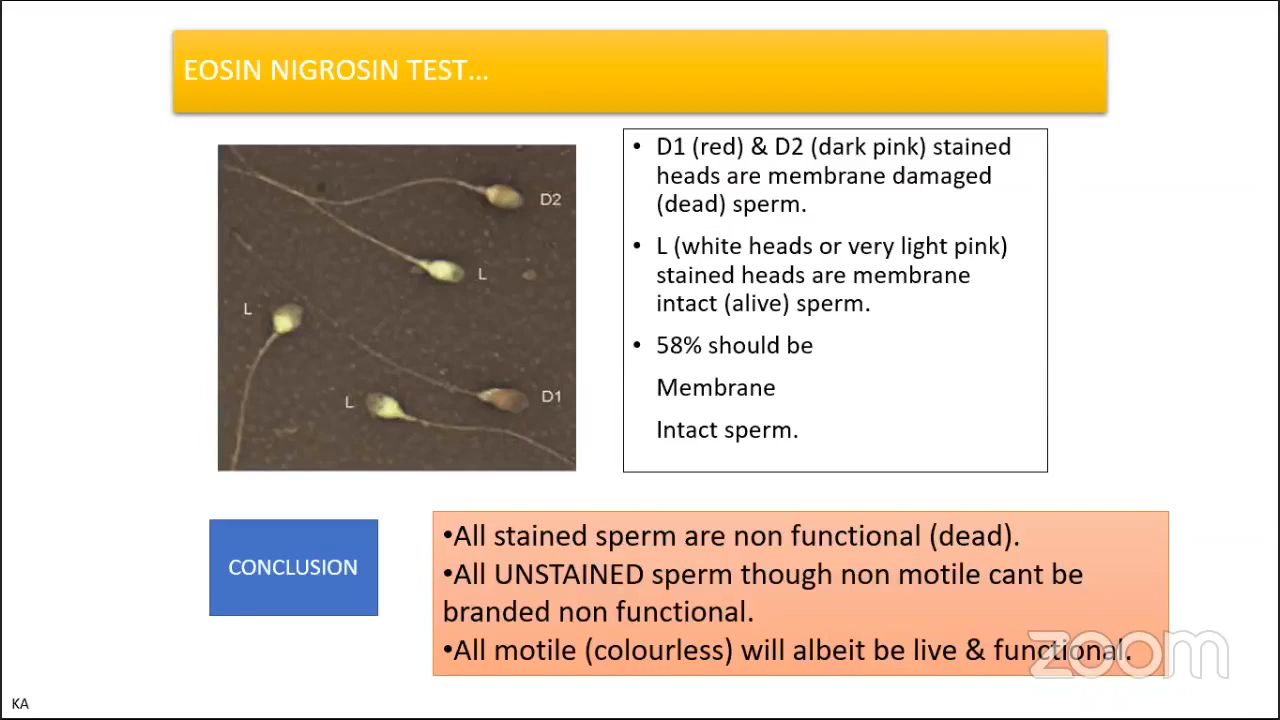 EOSIN NIGROSIN TEST...
D2
L
L
L
D1
• D1 (red) & D2 (dark pink) stained
heads are membrane damaged
(dead) sperm.
• L (white heads or very light pink)
stained heads are membrane
intact (alive) sperm.
• 58% should be
Membrane
Intact sperm.
CONCLUSION
•All stained sperm are non functional (dead).
•All UNSTAINED sperm though non motile cant be
branded non functional.
•All motile (colourless) will albeit be live & functional.
zoom
KA